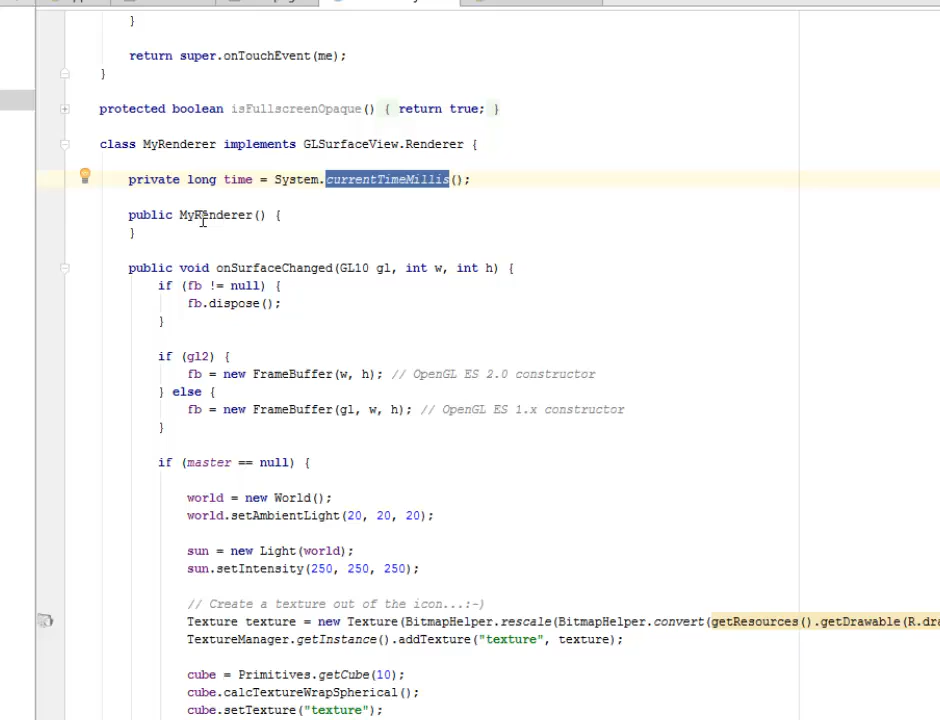 }
return super.onTouchEvent(me);
}
protected boolean isFullscreenOpaque() { return true; }
class MyRenderer implements GLSurfaceView.Renderer {
private long time = System.currentTimeMillis();
public MyRenderer() {
}
public void onSurfaceChanged(GL10 gl, int w, int h) {
if (fb != null) {
fb.dispose();
}
if (gl2) {
fb = new FrameBuffer(w, h); // OpenGL ES 2.0 constructor
} else {
fb = new FrameBuffer(gl, w, h); // OpenGL ES 1.x constructor
}
if (master == null) {
world = new World();
world.setAmbientLight(20, 20, 20);
sun = new Light(world);
sun.setIntensity(250, 250, 250);
// Create a texture out of the icon...:-)
Texture texture = new Texture(BitmapHelper.rescale(BitmapHelper.convert(getResources().getDrawable(R.dra
TextureManager.getInstance().addTexture("texture", texture);
cube = Primitives.getCube(10);
cube.calcTextureWrapSpherical();
cube.setTexture("texture");